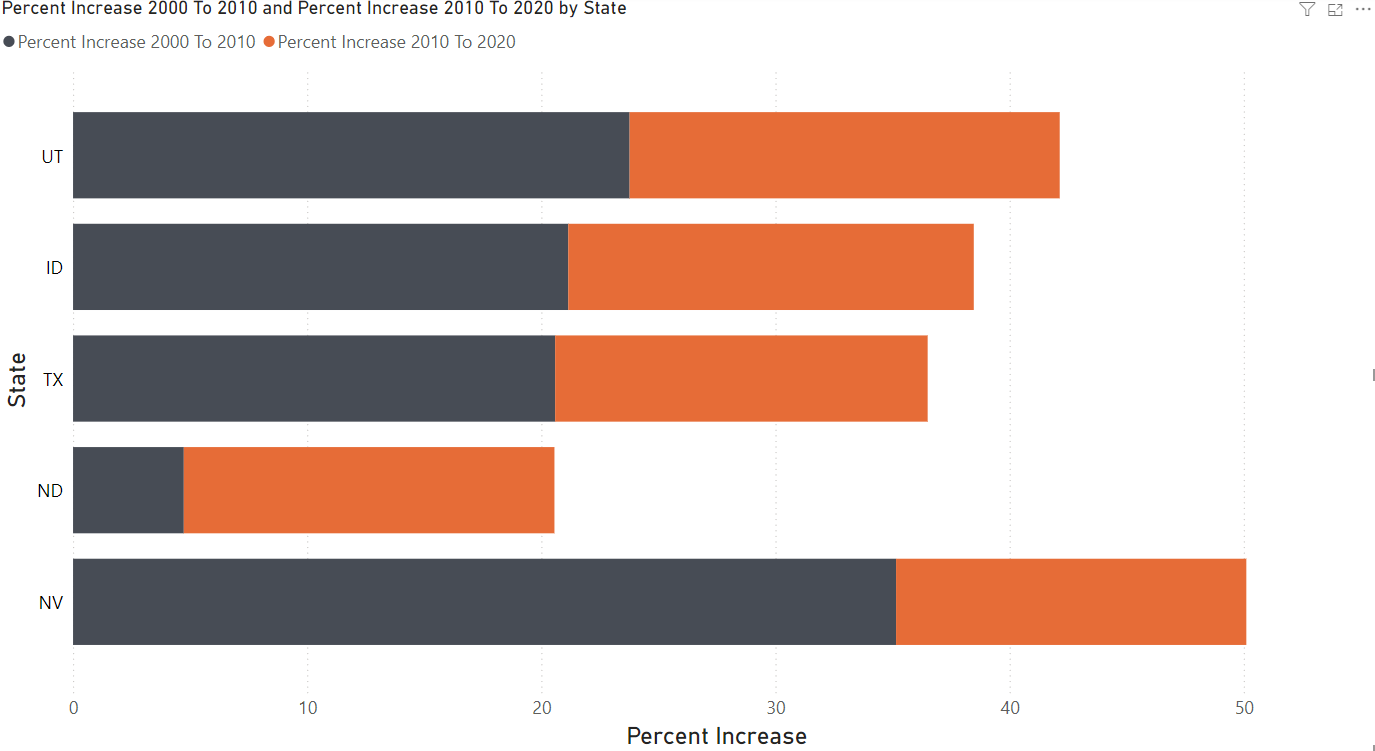 Percent Increase 2000 To 2010 and Percent Increase 2010 To 2020 by State
Percent Increase 2000 To 2010 Percent Increase 2010 To 2020
State
UT
ID
TX
ND
NV
0 10 20 30 40 50
Percent Increase